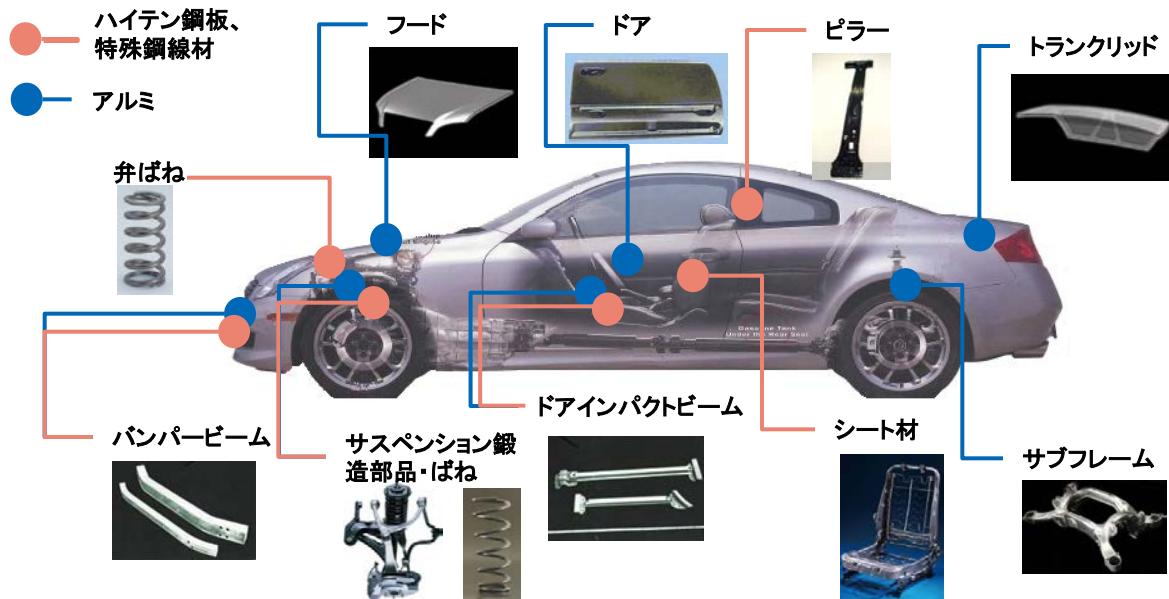 ハイテン鋼板、
特殊鋼線材
アルミ
フード
ドア
ピラー
トランクリッド
弁ばね
Gasoline Tank
Under the Rear Seat
バンパービーム
サスペンション鍛
造部品・ばね
ドアインパクトビーム
シート材
サブフレーム